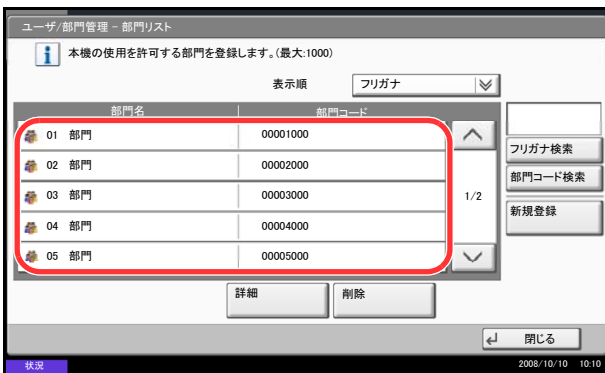 ユーザ/部門管理 - 部門リスト
本機の使用を許可する部門を登録します。(最大:1000)
表示順 フリガナ
部門名 部門コード
01 部門 00001000
02 部門 00002000
03 部門 00003000
04 部門 00004000
05 部門 00005000
1/2
フリガナ検索
部門コード検索
新規登録
詳細 削除
閉じる
状況 2008/10/10 10:10